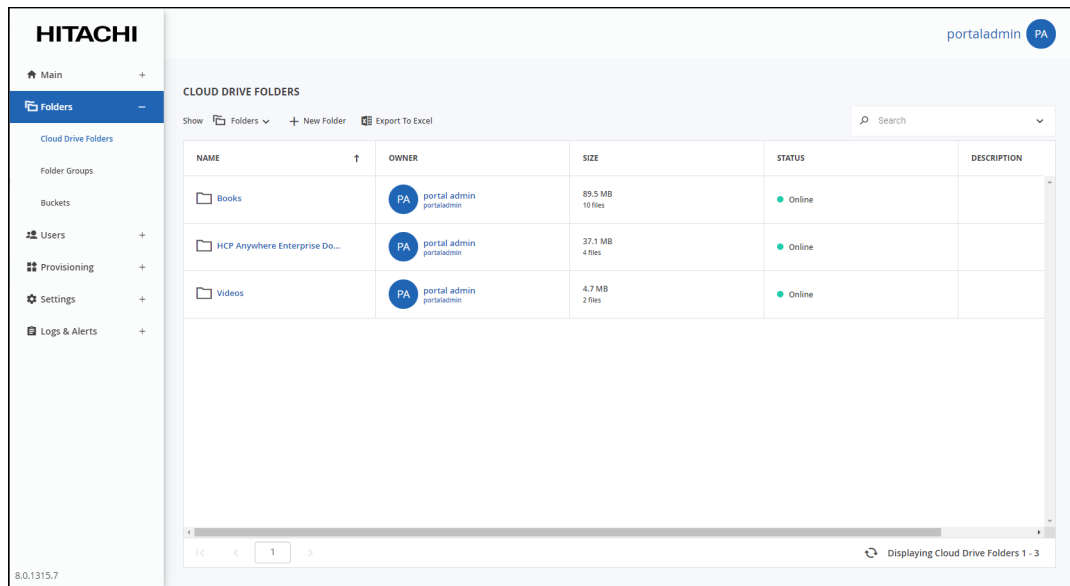 HITACHI
portaladmin PA
Main
Folders
Cloud Drive Folders
Folder Groups
Buckets
Users
Provisioning
Settings
Logs & Alerts
8.0.1315.7
CLOUD DRIVE FOLDERS
Show Folders New Folder Export To Excel Search
NAME OWNER SIZE STATUS DESCRIPTION
Books PA portal admin 89.5 MB Online
portaladmin 10 files
HCP Anywhere Enterprise Do... PA portal admin 37.1 MB Online
portaladmin 4 files
Videos PA portal admin 4.7 MB Online
portaladmin 2 files
1 Displaying Cloud Drive Folders 1 - 3